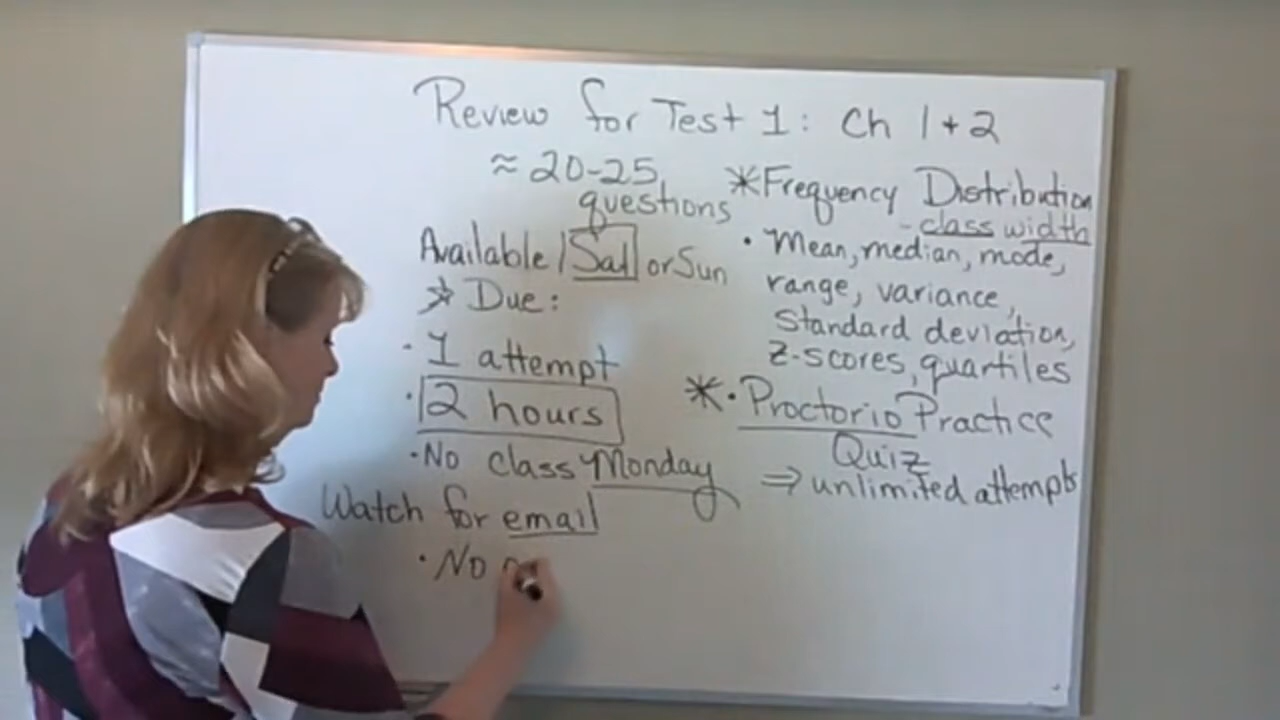 Review for Test 1: Ch 1 + 2
≈ 20-25
questions
Available / Sat or Sun
☆ Due:
· 1 attempt
· 2 hours
· No class Monday
Watch for email
· No
* Frequency Distribution
- class width
· Mean, median, mode,
range, variance,
standard deviation,
z-scores, quartiles
* · Proctorio Practice
Quiz
⇒ unlimited attempts